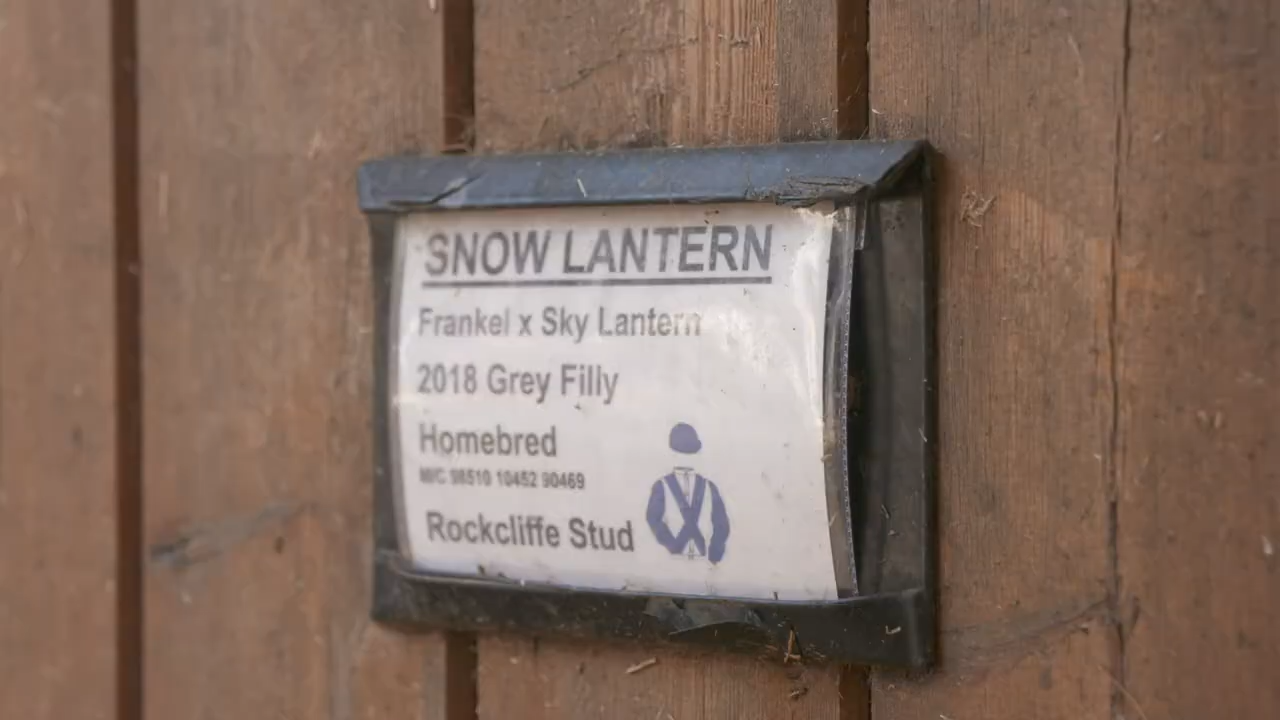 SNOW LANTERN
Frankel x Sky Lantern
2018 Grey Filly
Homebred
M/C 98510 10452 90469
Rockcliffe Stud